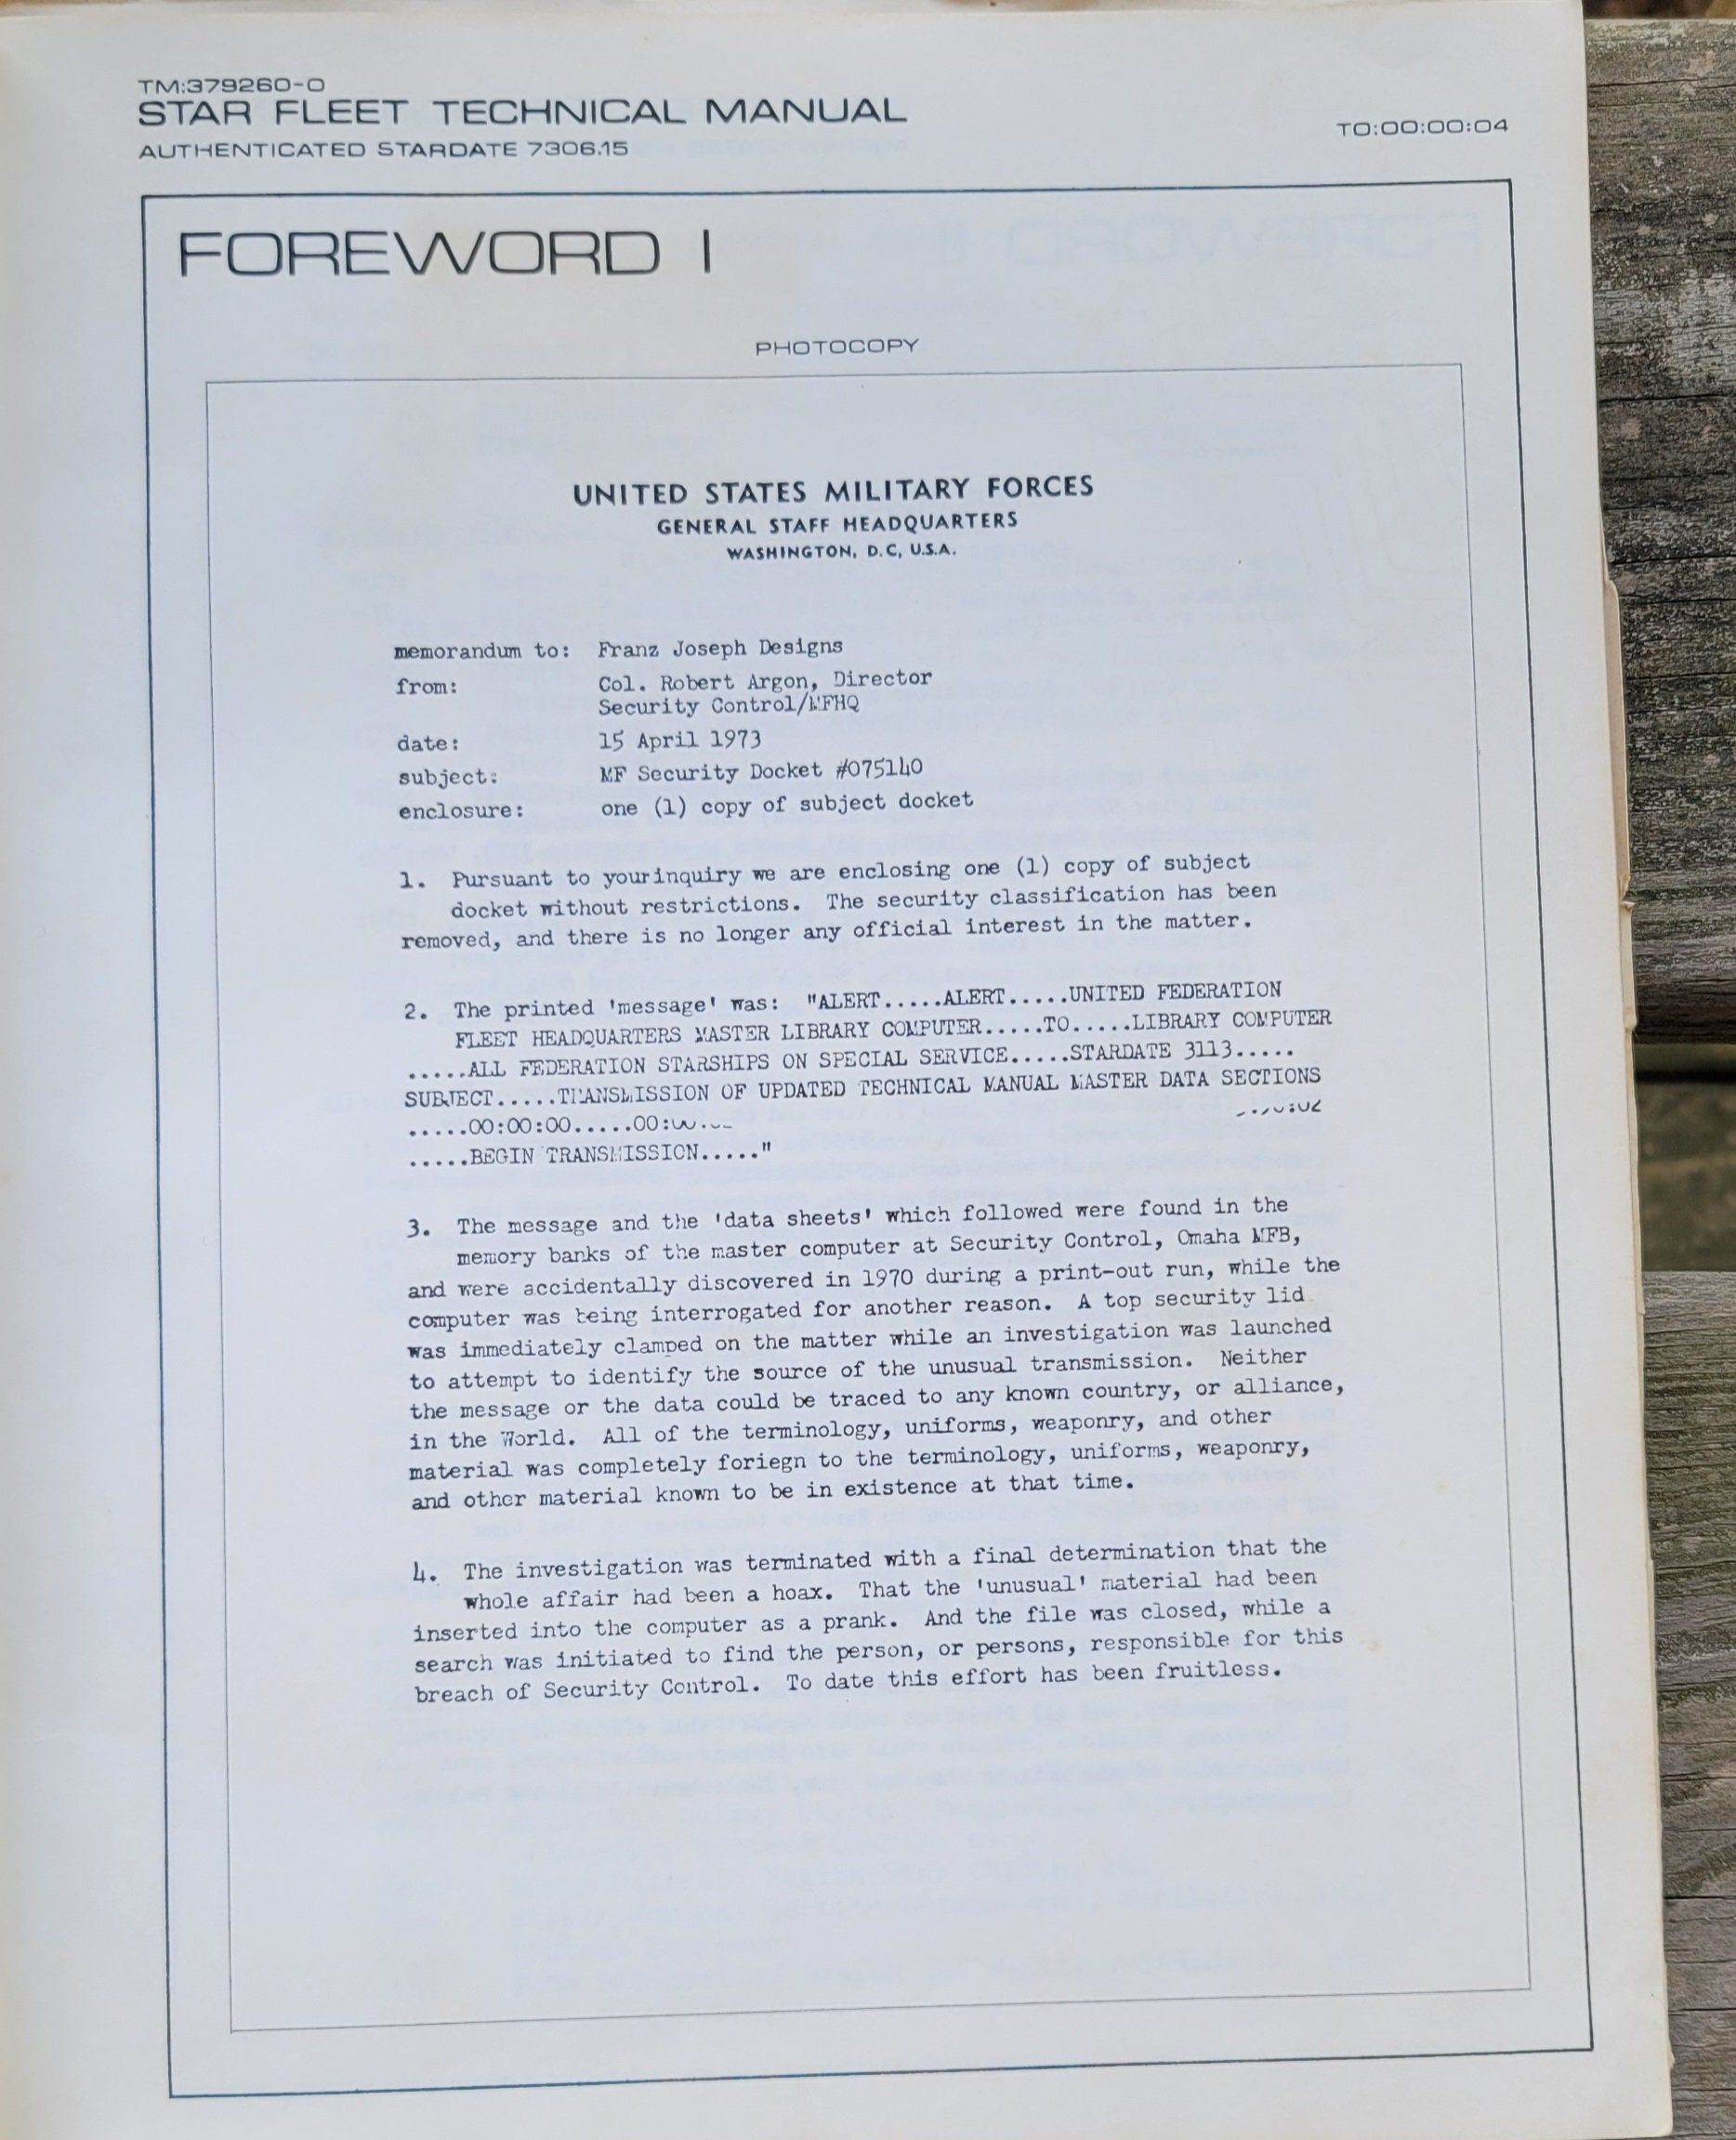 TM:379260-0
STAR FLEET TECHNICAL MANUAL
AUTHENTICATED STARDATE 7306.15
TO:00:00:04
FOREWORD I
PHOTOCOPY
UNITED STATES MILITARY FORCES
GENERAL STAFF HEADQUARTERS
WASHINGTON, D.C, U.S.A.
memorandum to: Franz Joseph Designs
from: Col. Robert Argon, Director
Security Control/MFHQ
date: 15 April 1973
subject: MF Security Docket #075140
enclosure: one (1) copy of subject docket
1. Pursuant to your inquiry we are enclosing one (1) copy of subject
docket without restrictions. The security classification has been
removed, and there is no longer any official interest in the matter.
2. The printed 'message' was: "ALERT.....ALERT.....UNITED FEDERATION
FLEET HEADQUARTERS MASTER LIBRARY COMPUTER.....TO.....LIBRARY COMPUTER
.....ALL FEDERATION STARSHIPS ON SPECIAL SERVICE.....STARDATE 3113.....
SUBJECT.....TRANSMISSION OF UPDATED TECHNICAL MANUAL MASTER DATA SECTIONS
.....00:00:00.....00:
.....BEGIN TRANSMISSION....."
3. The message and the 'data sheets' which followed were found in the
memory banks of the master computer at Security Control, Omaha MFB,
and were accidentally discovered in 1970 during a print-out run, while the
computer was being interrogated for another reason. A top security lid
was immediately clamped on the matter while an investigation was launched
to attempt to identify the source of the unusual transmission. Neither
the message or the data could be traced to any known country, or alliance,
in the World. All of the terminology, uniforms, weaponry, and other
material was completely foriegn to the terminology, uniforms, weaponry,
and other material known to be in existence at that time.
4. The investigation was terminated with a final determination that the
whole affair had been a hoax. That the 'unusual' material had been
inserted into the computer as a prank. And the file was closed, while a
search was initiated to find the person, or persons, responsible for this
breach of Security Control. To date this effort has been fruitless.